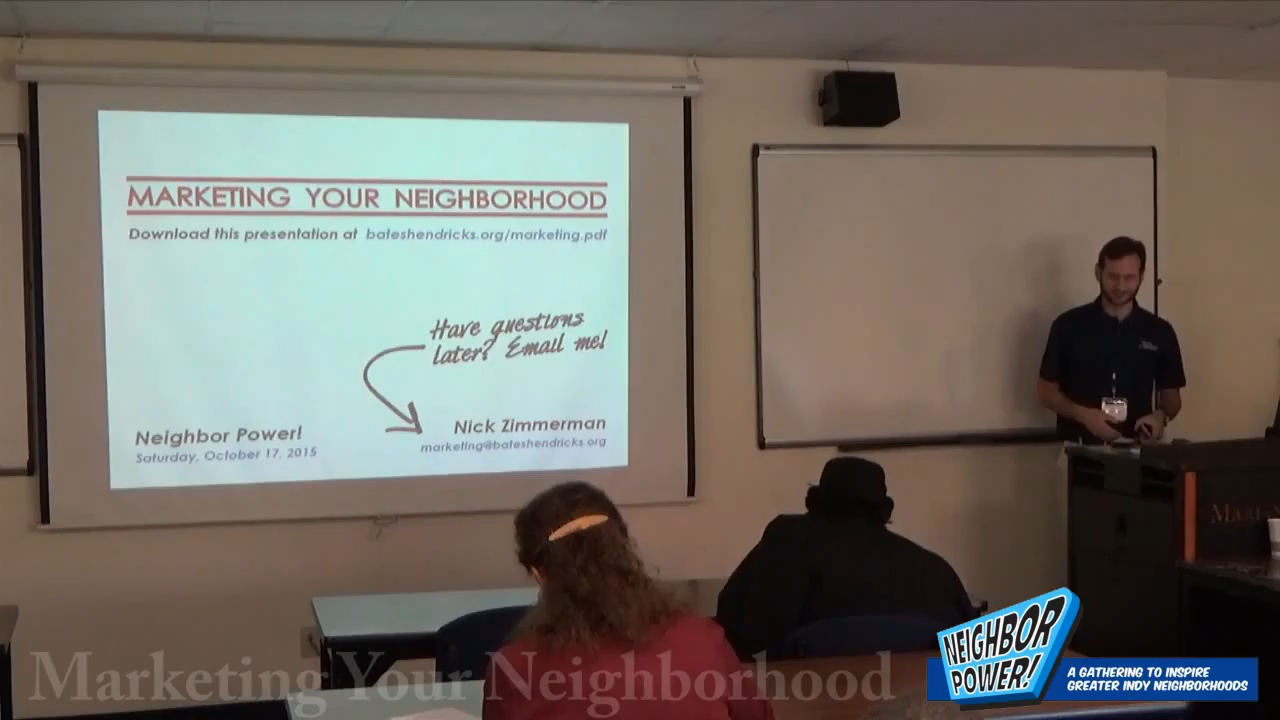 MARKETING YOUR NEIGHBORHOOD
Download this presentation at bateshendricks.org/marketing.pdf
Have questions
later? Email me!
Neighbor Power!
Saturday, October 17, 2015
Nick Zimmerman
marketing@bateshendricks.org
Marketing Your Neighborhood
NEIGHBOR
POWER!
A GATHERING TO INSPIRE
GREATER INDY NEIGHBORHOODS